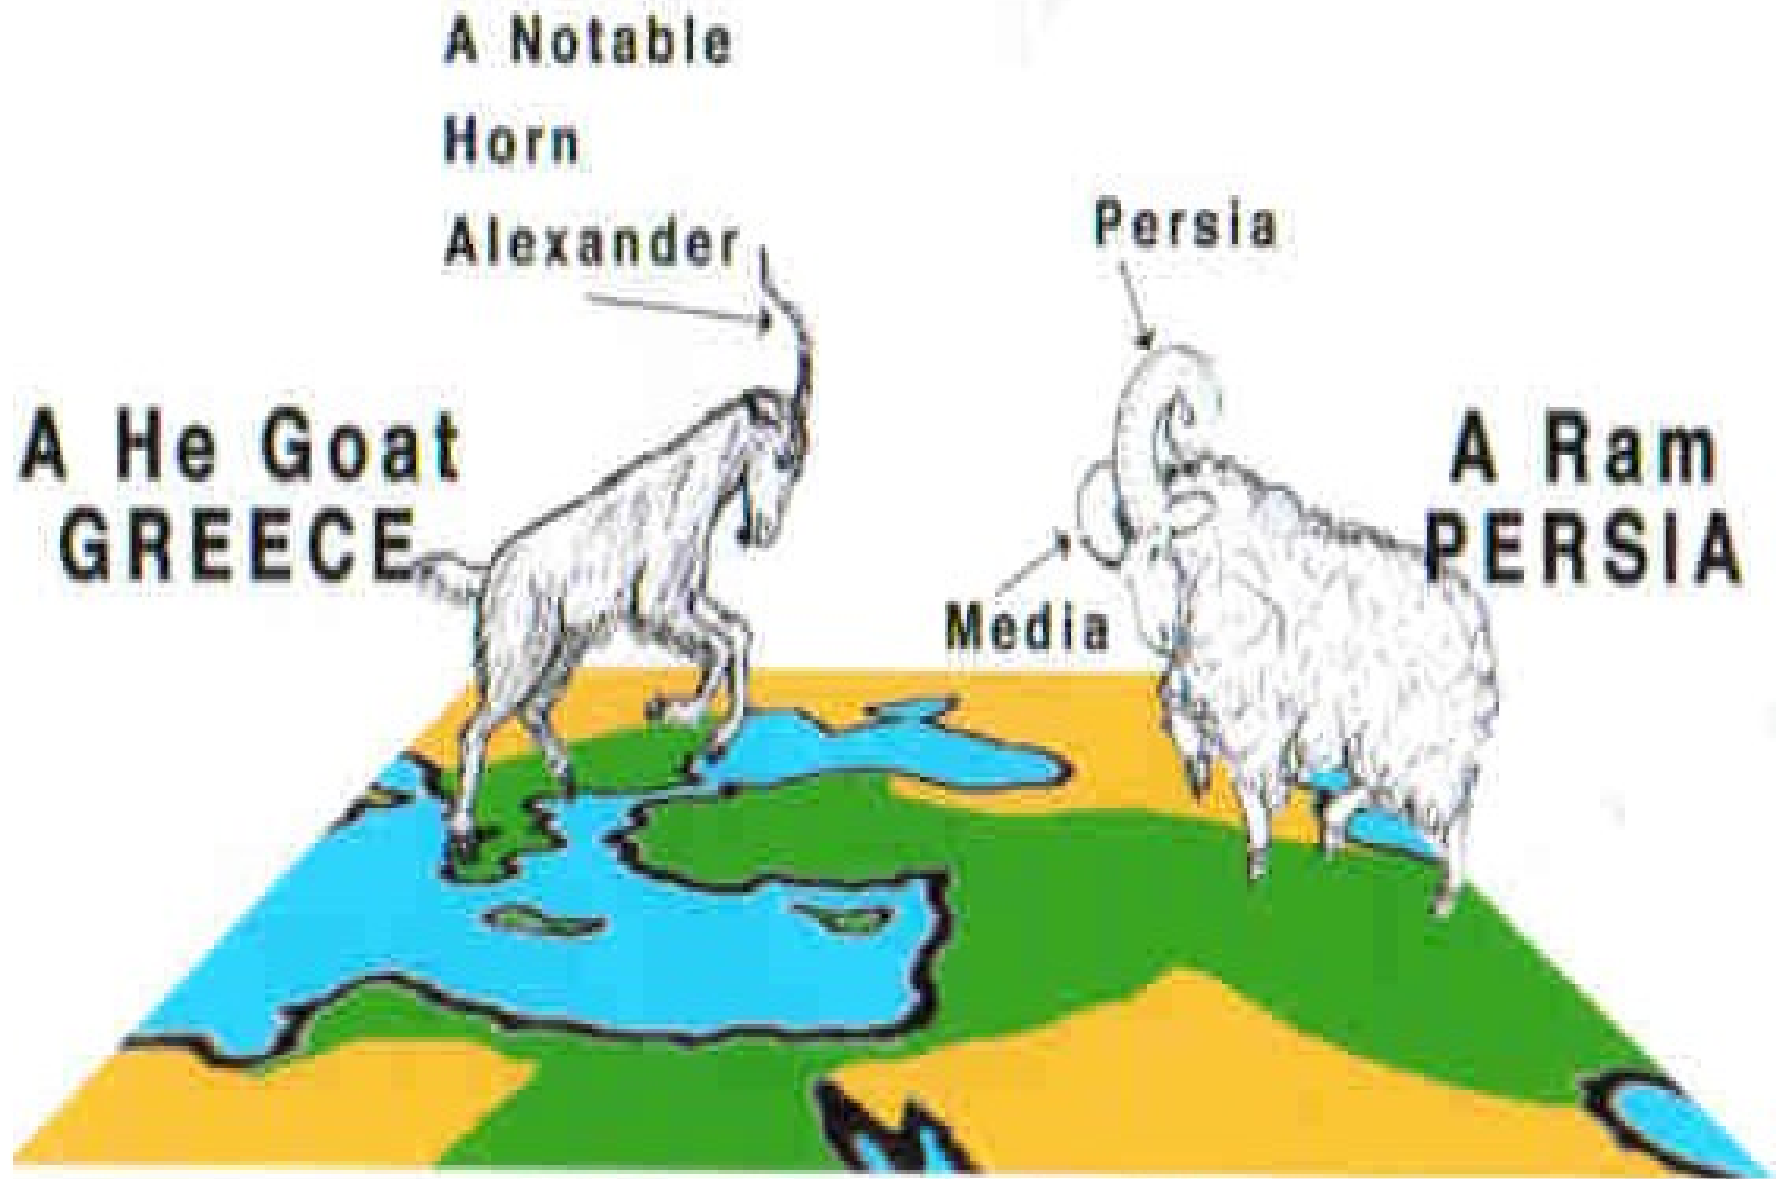 A Notable
Horn
Alexander
Persia
A He Goat
GREECE
A Ram
PERSIA
Media